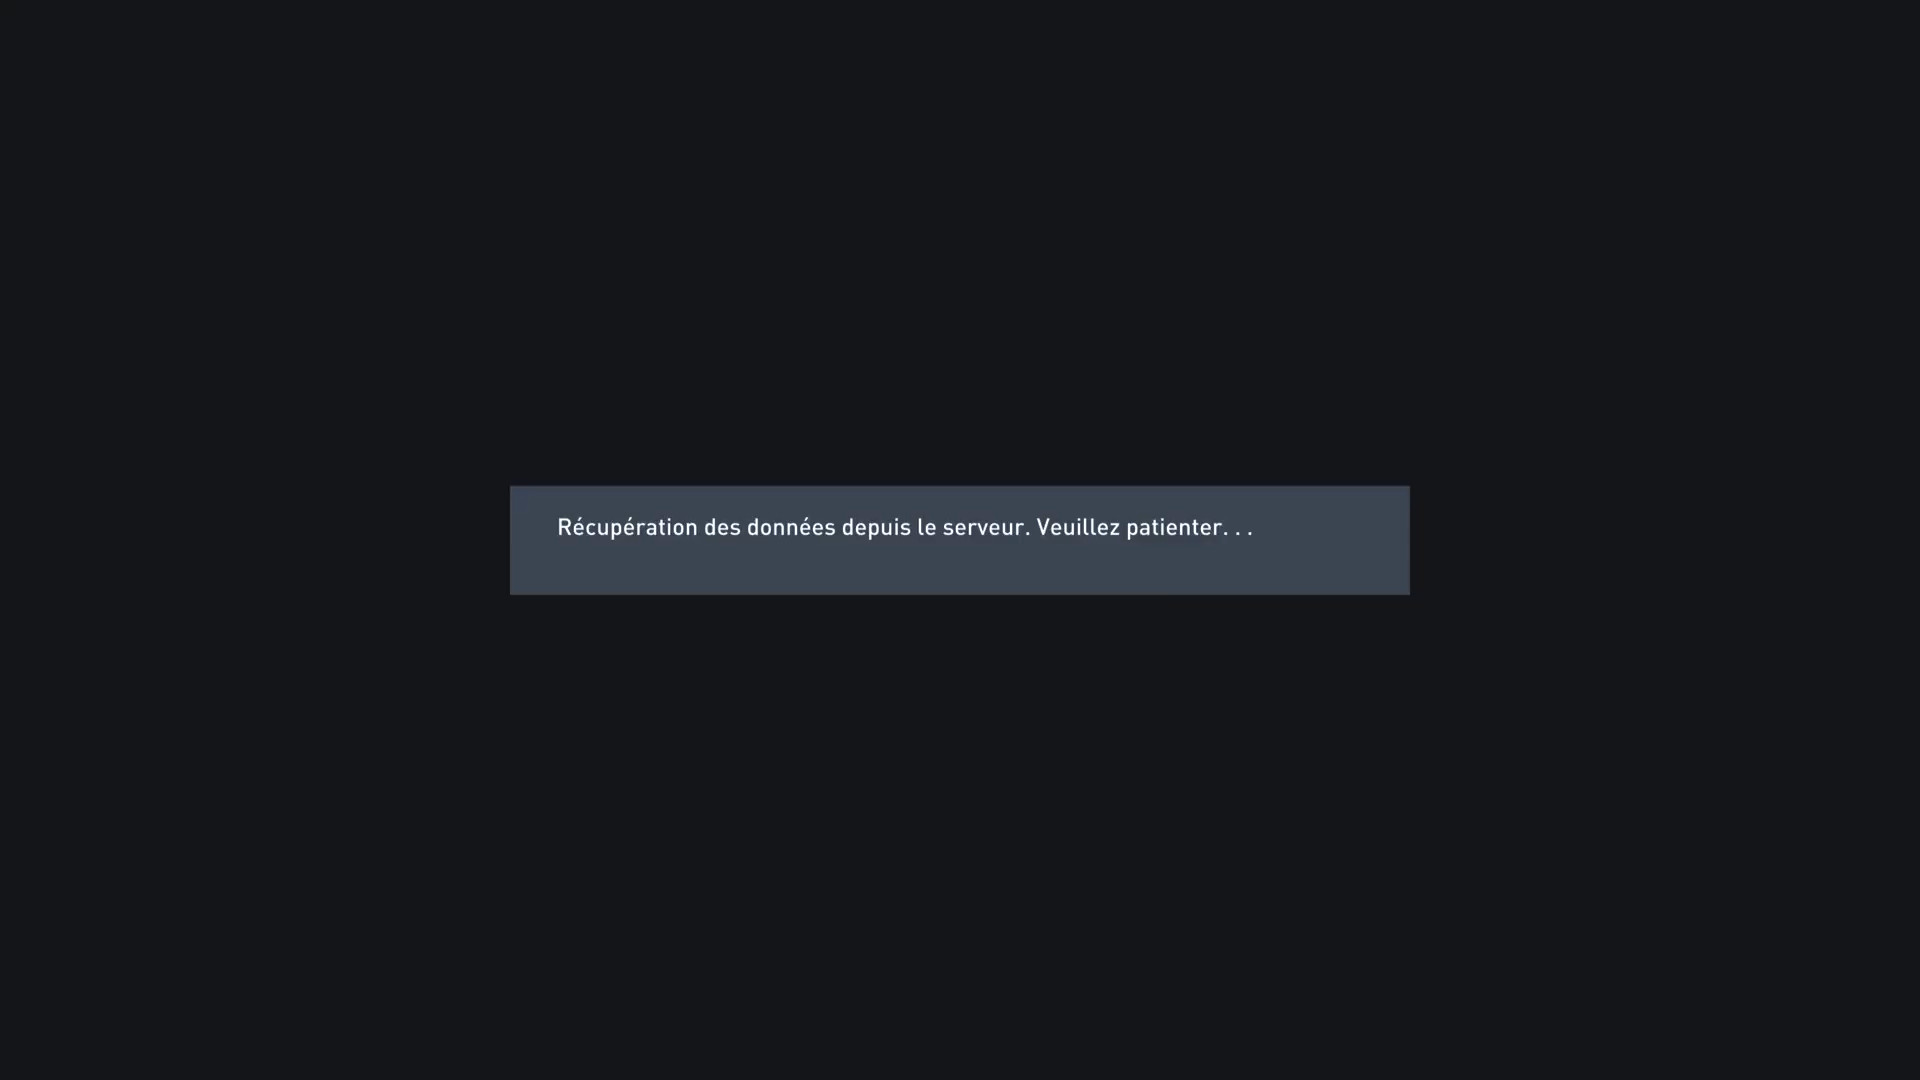 Récupération des données depuis le serveur. Veuillez patienter. . .